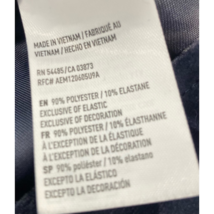 MADE IN VIETNAM / FABRIQUÉ AU
VIETNAM / HECHO EN VIETNAM
RN 54485/CA 03873
RFC# AEM120605U9A
EN 90% POLYESTER / 10% ELASTANE
EXCLUSIVE OF ELASTIC
EXCLUSIVE OF DECORATION
FR 90% POLYESTER / 10% ÉLASTHANNE
À L'EXCEPTION DE L'ÉLASTIQUE
À L'EXCEPTION DE LA DÉCORATION
SP 90% poliéster / 10% elastano
EXCEPTO LA ELÁSTICO
EXCEPTO LA DECORACIÓN